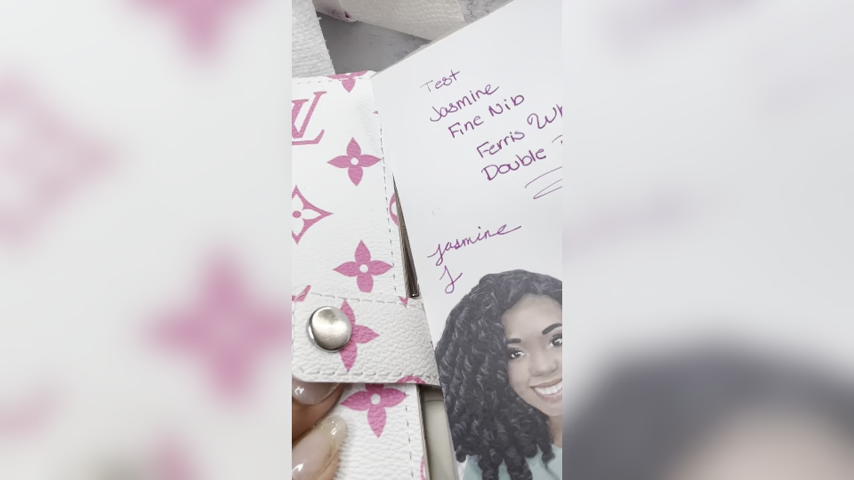 LV
Test
Jasmine
Fine Nib
Ferris
Double
Jasmine
J